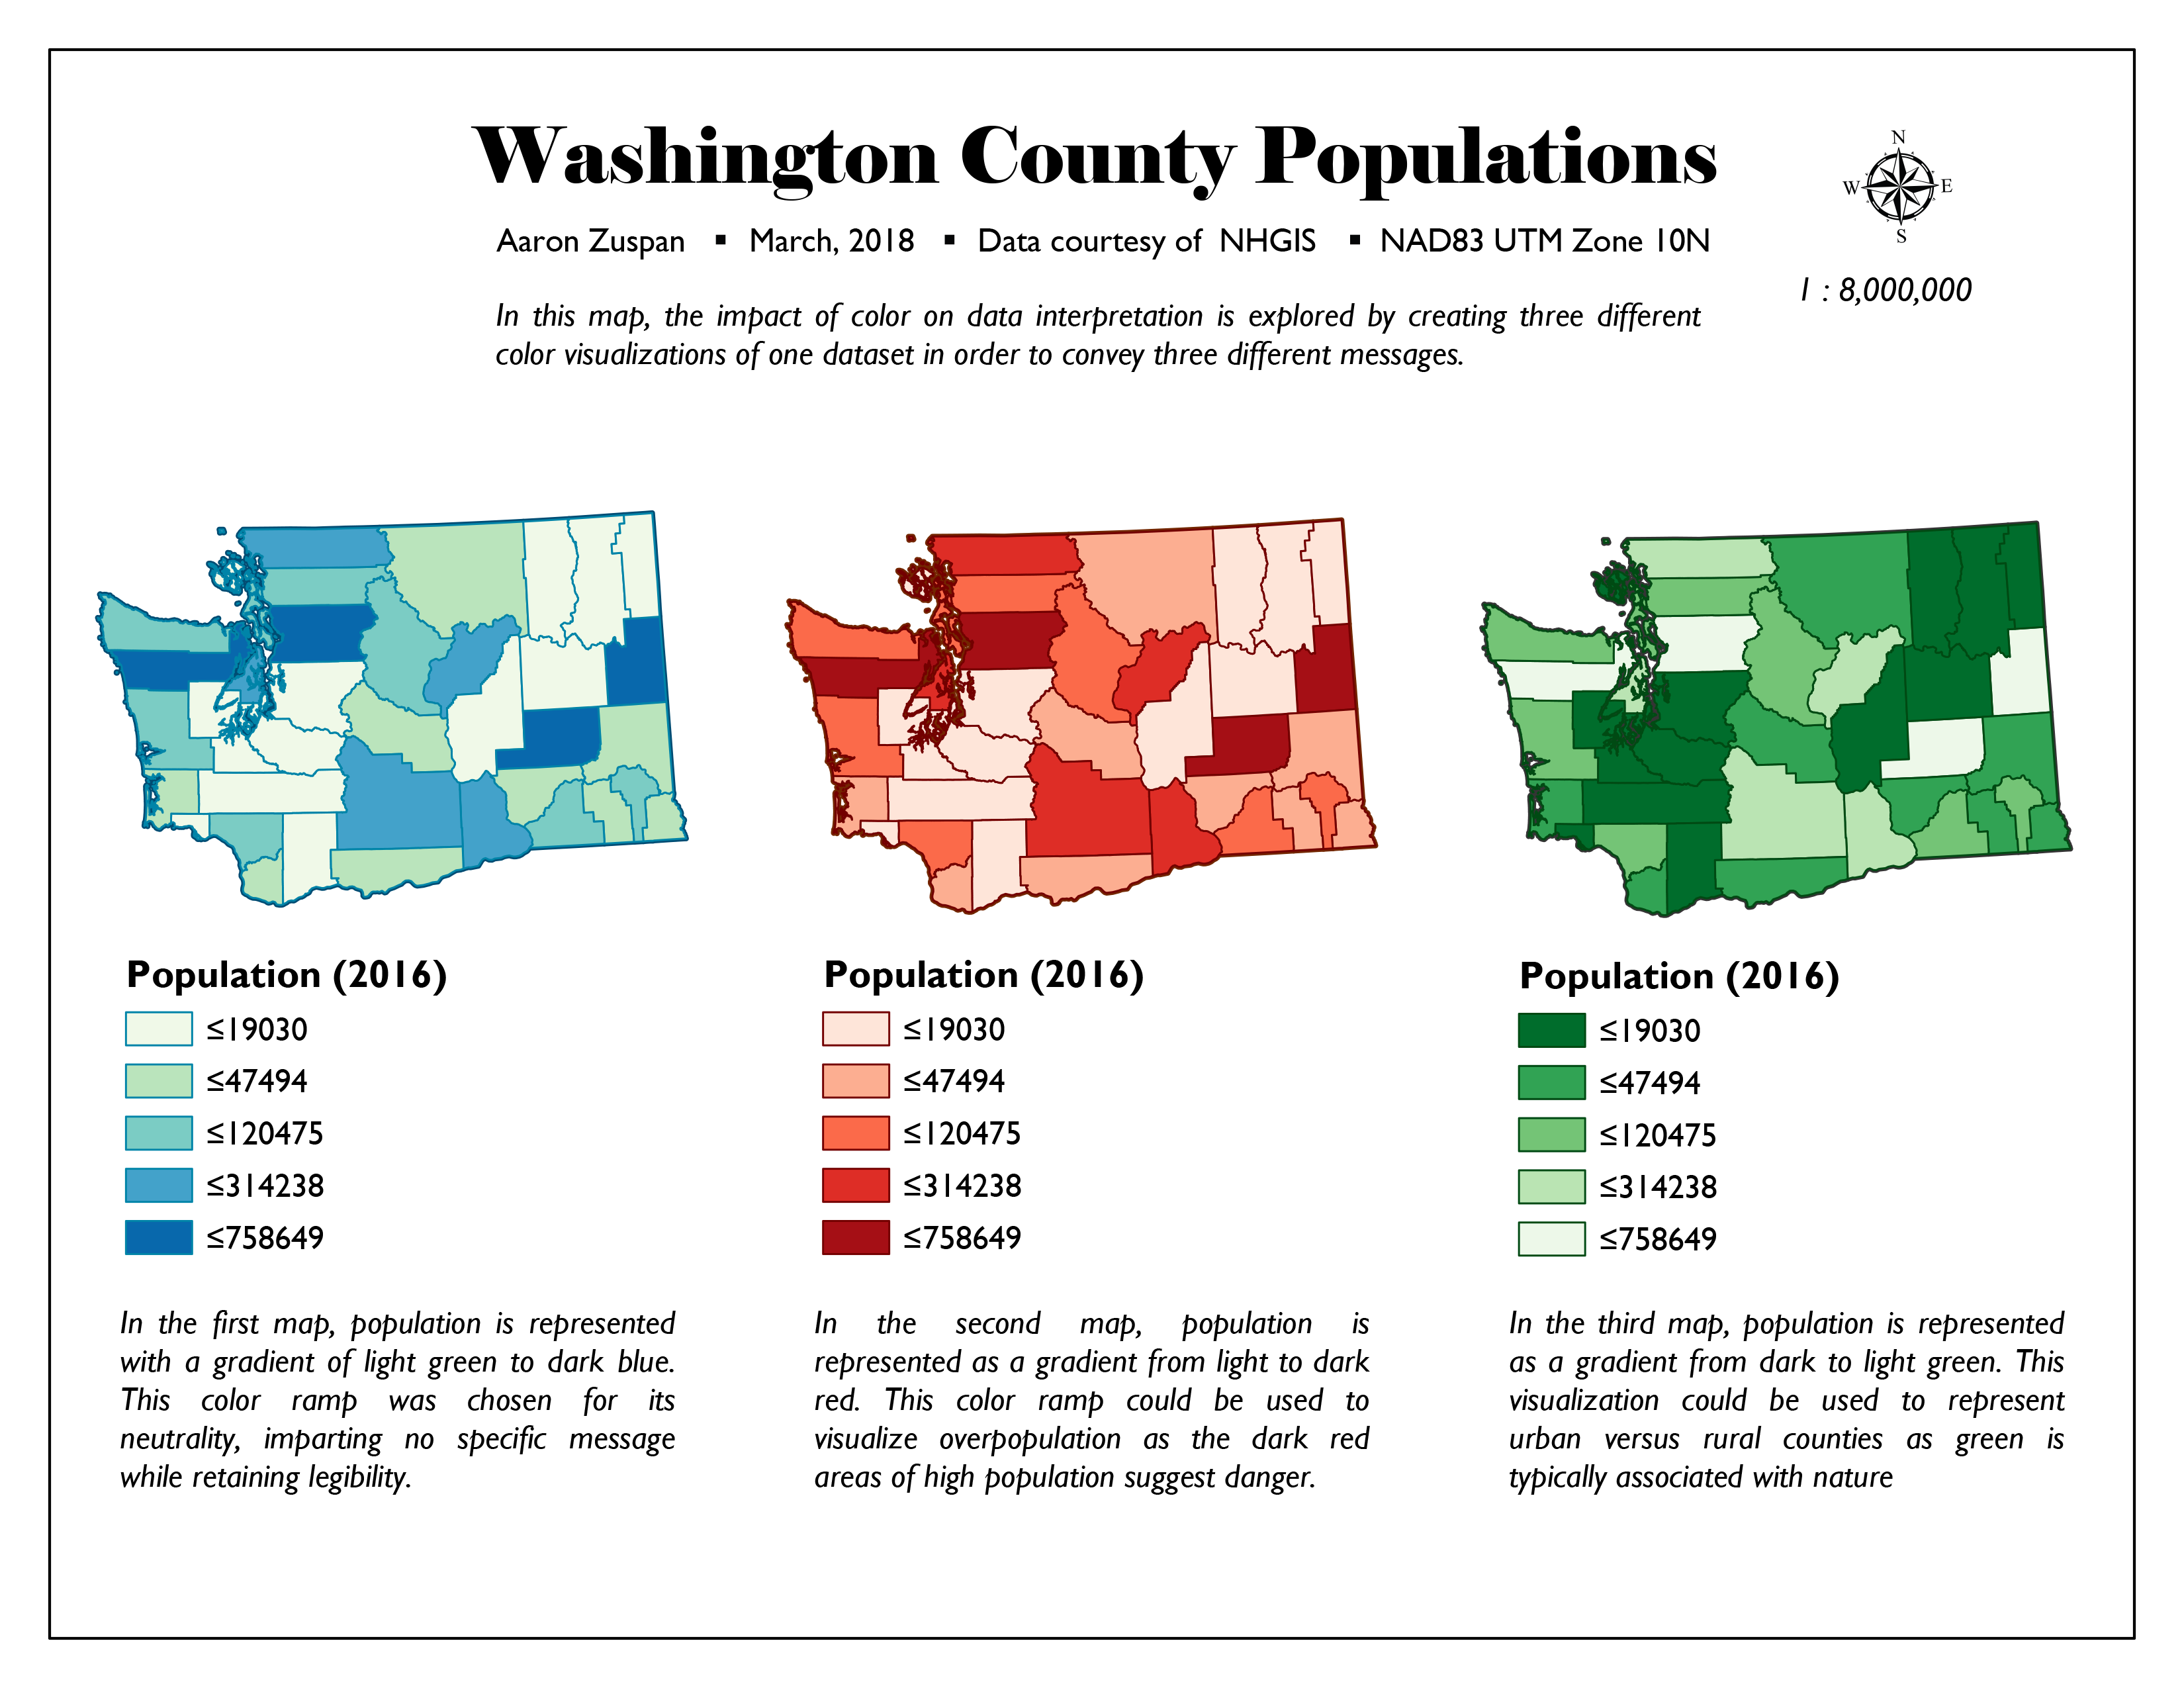 Washington County Populations
Aaron Zuspan ▪ March, 2018 ▪ Data courtesy of NHGIS ▪ NAD83 UTM Zone 10N
N
W E
S
1 : 8,000,000
In this map, the impact of color on data interpretation is explored by creating three different
color visualizations of one dataset in order to convey three different messages.
Population (2016)
≤19030
≤47494
≤120475
≤314238
≤758649
In the first map, population is represented
with a gradient of light green to dark blue.
This color ramp was chosen for its
neutrality, imparting no specific message
while retaining legibility.
Population (2016)
≤19030
≤47494
≤120475
≤314238
≤758649
In the second map, population is
represented as a gradient from light to dark
red. This color ramp could be used to
visualize overpopulation as the dark red
areas of high population suggest danger.
Population (2016)
≤19030
≤47494
≤120475
≤314238
≤758649
In the third map, population is represented
as a gradient from dark to light green. This
visualization could be used to represent
urban versus rural counties as green is
typically associated with nature